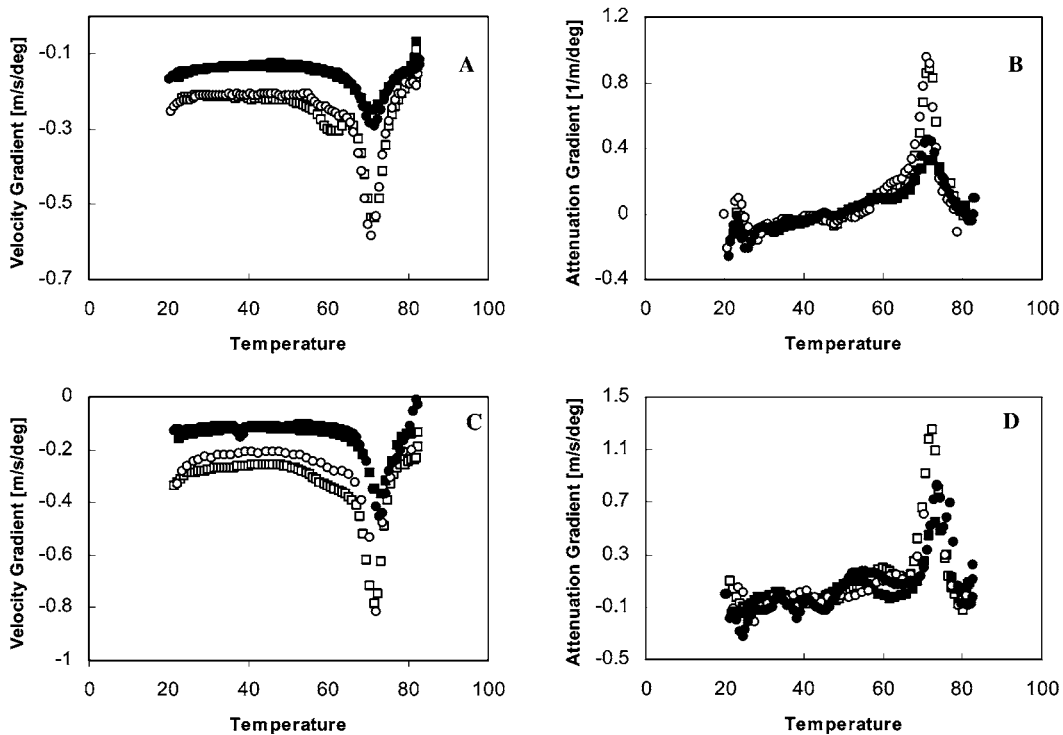 -0.1
-0.3
-0.5
-0.7
0 20 40 60 80 100
Velocity Gradient [m/s/deg]
Temperature
A
1.2
0.8
0.4
0
-0.4
0 20 40 60 80 100
Attenuation Gradient [1/m/deg]
Temperature
B
0
-0.2
-0.4
-0.6
-0.8
-1
0 20 40 60 80 100
Velocity Gradient [m/s/deg]
Temperature
C
1.5
1.1
0.7
0.3
-0.1
-0.5
0 20 40 60 80 100
Attenuation Gradient [m/s/deg]
Temperature
D